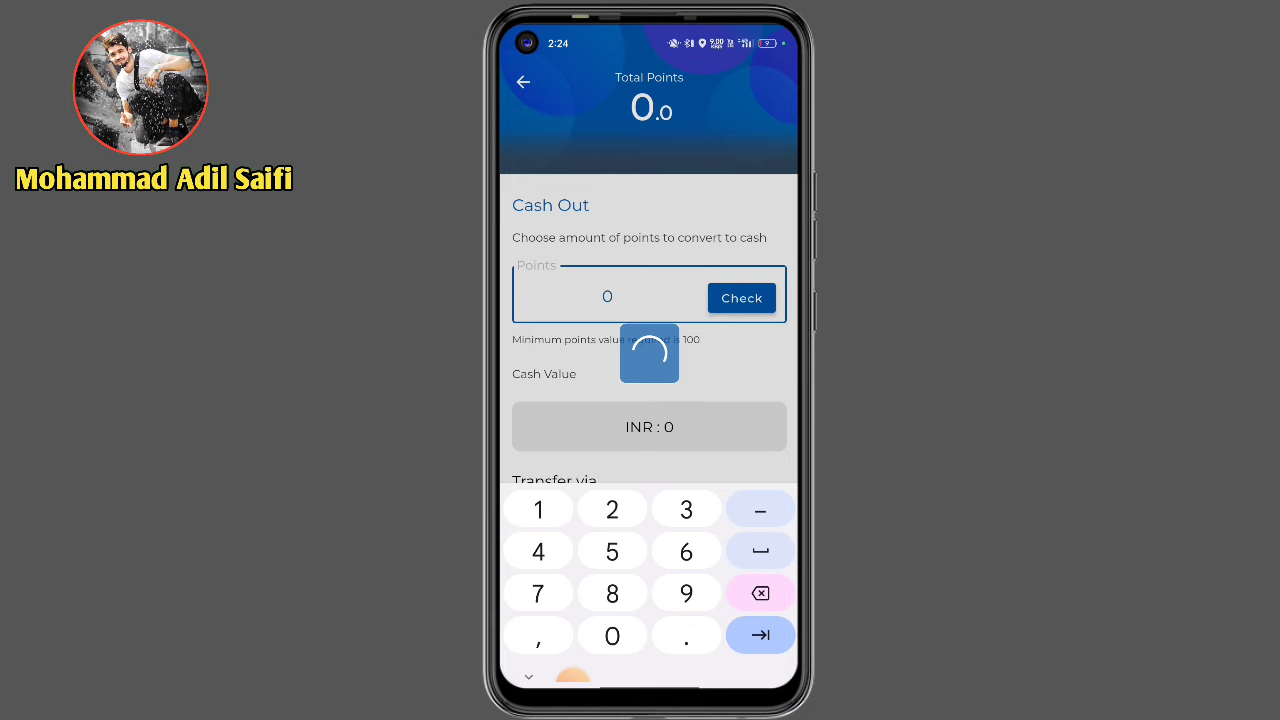 Mohammad Adil Saifi
2:24
9
Total Points
0.0
Cash Out
Choose amount of points to convert to cash
Points
0
Check
Minimum points value required is 100
Cash Value
INR : 0
Transfer via
1 2 3 –
4 5 6
7 8 9
, 0 .